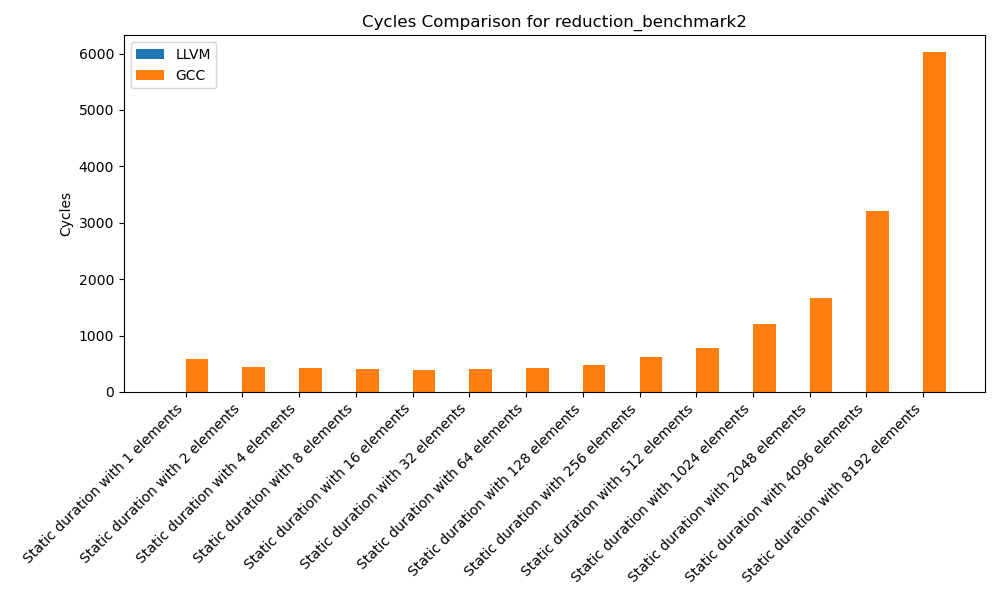 Cycles Comparison for reduction_benchmark2
LLVM
GCC
6000
5000
4000
3000
2000
1000
0
Cycles
Static duration with 1 elements
Static duration with 2 elements
Static duration with 4 elements
Static duration with 8 elements
Static duration with 16 elements
Static duration with 32 elements
Static duration with 64 elements
Static duration with 128 elements
Static duration with 256 elements
Static duration with 512 elements
Static duration with 1024 elements
Static duration with 2048 elements
Static duration with 4096 elements
Static duration with 8192 elements